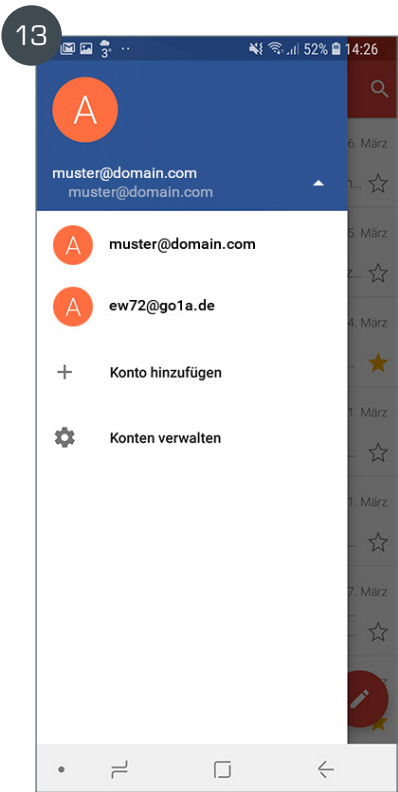 13
3° 52% 14:26
A
muster@domain.com
muster@domain.com
A muster@domain.com
A ew72@go1a.de
Konto hinzufügen
Konten verwalten
6. März
5. März
4. März
1. März
1. März
7. März